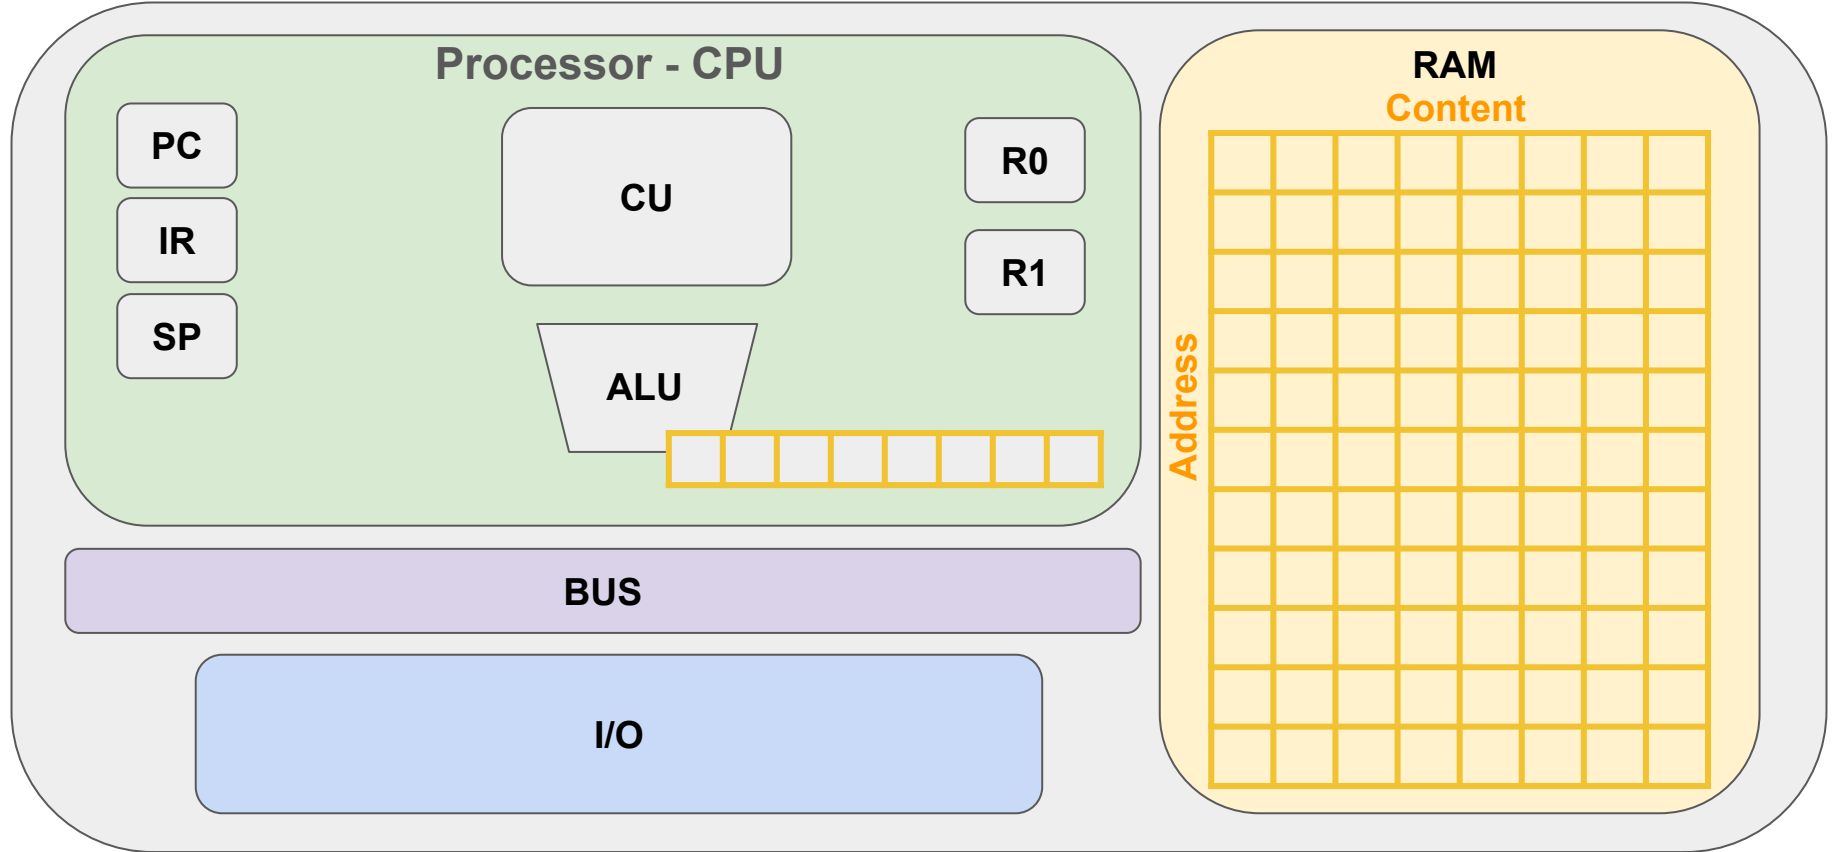 Processor - CPU
PC
IR
SP
CU
ALU
R0
R1
BUS
I/O
RAM
Content
Address